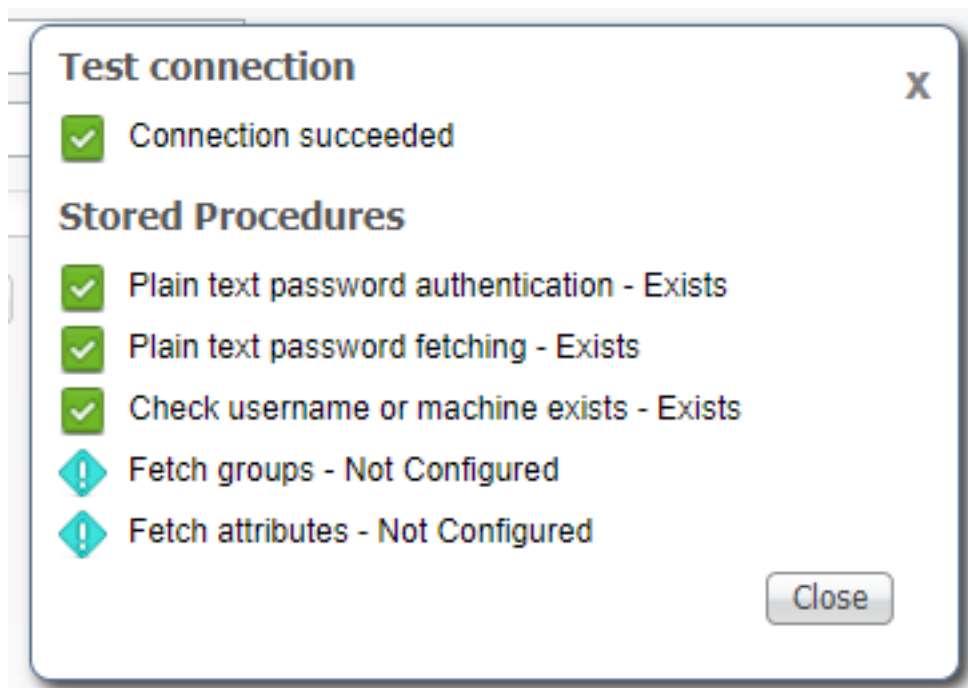 Test connection
X
Connection succeeded
Stored Procedures
Plain text password authentication - Exists
Plain text password fetching - Exists
Check username or machine exists - Exists
Fetch groups - Not Configured
Fetch attributes - Not Configured
Close